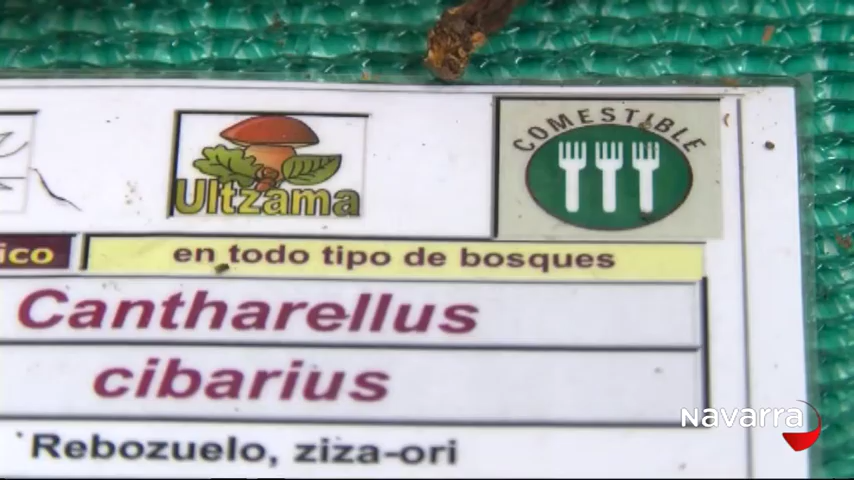 COMESTIBLE
Ultzama
ico
en todo tipo de bosques
Cantharellus
cibarius
Rebozuelo, ziza-ori
Navarra